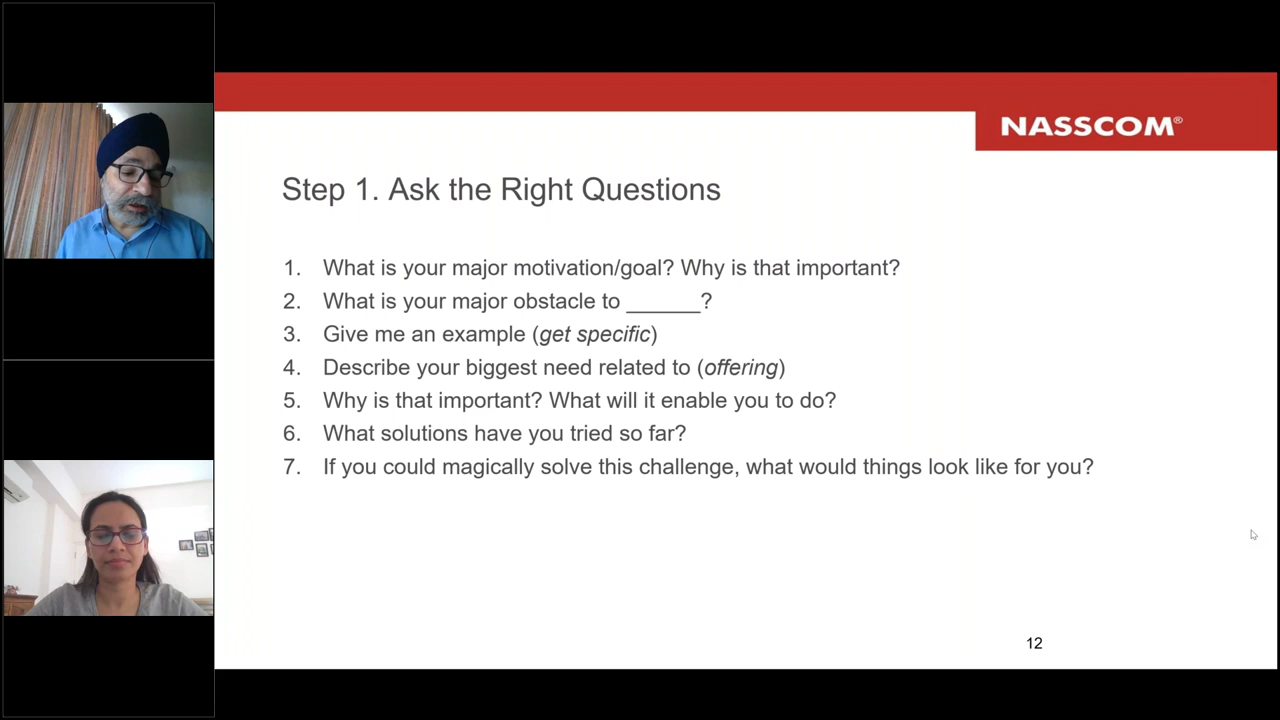 NASSCOM®
Step 1. Ask the Right Questions
1. What is your major motivation/goal? Why is that important?
2. What is your major obstacle to _______?
3. Give me an example (get specific)
4. Describe your biggest need related to (offering)
5. Why is that important? What will it enable you to do?
6. What solutions have you tried so far?
7. If you could magically solve this challenge, what would things look like for you?
12